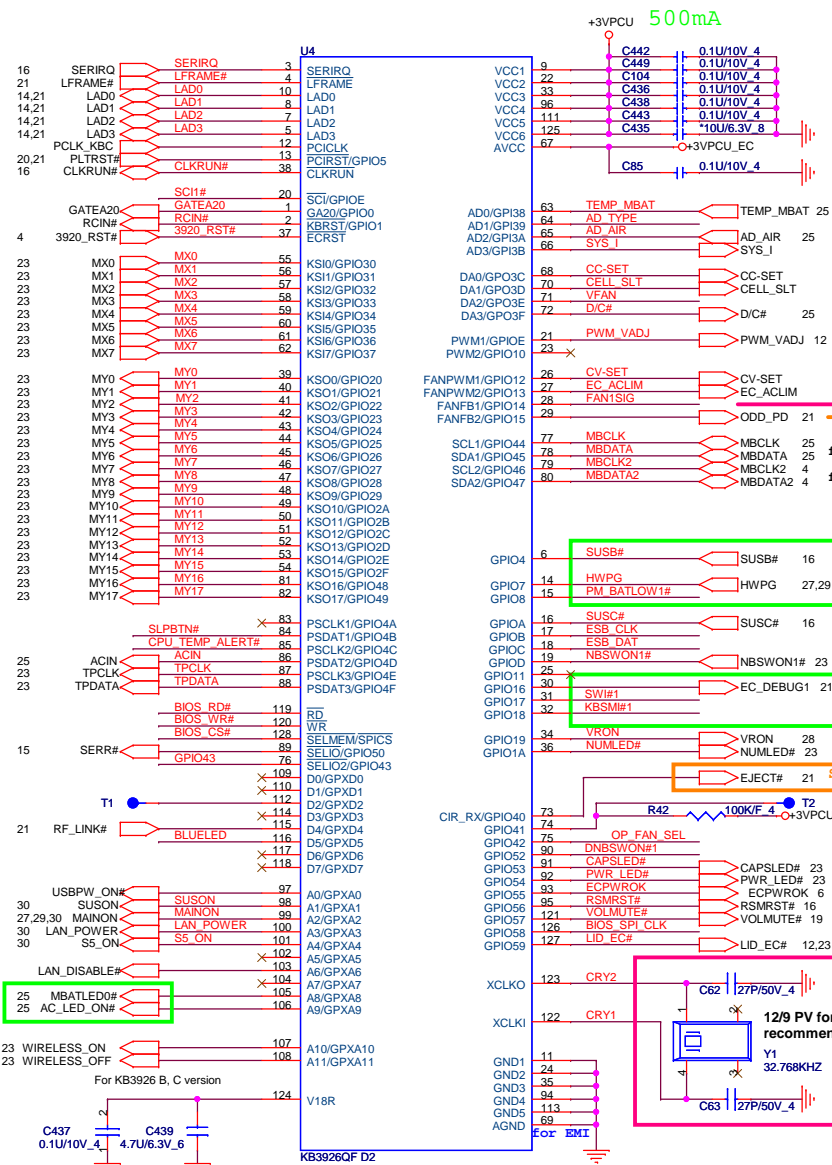 500mA
+3VPCU
U4
16 SERIRQ SERIRQ 3 SERIRQ
21 LFRAME# LFRAME# 4 LFRAME
14,21 LAD0 LAD0 10 LAD0
14,21 LAD1 LAD1 8 LAD1
14,21 LAD2 LAD2 7 LAD2
14,21 LAD3 LAD3 5 LAD3
PCLK_KBC 12 PCICLK
20,21 PLTRST# 13 PCIRST/GPIO5
16 CLKRUN# CLKRUN# 38 CLKRUN
SCI1# 20 SCI/GPIOE
GATEA20 GATEA20 1 GA20/GPIO0
RCIN# RCIN# 2 KBRST/GPIO1
4 3920_RST# 3920_RST# 37 ECRST
23 MX0 MX0 55 KSI0/GPIO30
23 MX1 MX1 56 KSI1/GPIO31
23 MX2 MX2 57 KSI2/GPIO32
23 MX3 MX3 58 KSI3/GPIO33
23 MX4 MX4 59 KSI4/GPIO34
23 MX5 MX5 60 KSI5/GPIO35
23 MX6 MX6 61 KSI6/GPIO36
23 MX7 MX7 62 KSI7/GPIO37
23 MY0 MY0 39 KSO0/GPIO20
23 MY1 MY1 40 KSO1/GPIO21
23 MY2 MY2 41 KSO2/GPIO22
23 MY3 MY3 42 KSO3/GPIO23
23 MY4 MY4 43 KSO4/GPIO24
23 MY5 MY5 44 KSO5/GPIO25
23 MY6 MY6 45 KSO6/GPIO26
23 MY7 MY7 46 KSO7/GPIO27
23 MY8 MY8 47 KSO8/GPIO28
23 MY9 MY9 48 KSO9/GPIO29
23 MY10 MY10 49 KSO10/GPIO2A
23 MY11 MY11 50 KSO11/GPIO2B
23 MY12 MY12 51 KSO12/GPIO2C
23 MY13 MY13 52 KSO13/GPIO2D
23 MY14 MY14 53 KSO14/GPIO2E
23 MY15 MY15 54 KSO15/GPIO2F
23 MY16 MY16 81 KSO16/GPIO48
23 MY17 MY17 82 KSO17/GPIO49
83 PSCLK1/GPIO4A
SLPBTN# 84 PSDAT1/GPIO4B
CPU_TEMP_ALERT# 85 PSCLK2/GPIO4C
25 ACIN ACIN 86 PSDAT2/GPIO4D
23 TPCLK TPCLK 87 PSCLK3/GPIO4E
23 TPDATA TPDATA 88 PSDAT3/GPIO4F
BIOS_RD# 119 RD
BIOS_WR# 120 WR
BIOS_CS# 128 SELMEM/SPICS
15 SERR# 89 SELIO/GPIO50
GPIO43 76 SELIO2/GPIO43
109 D0/GPXD0
110 D1/GPXD1
T1 112 D2/GPXD2
114 D3/GPXD3
21 RF_LINK# 115 D4/GPXD4
BLUELED 116 D5/GPXD5
117 D6/GPXD6
118 D7/GPXD7
USBPW_ON# 97 A0/GPXA0
30 SUSON SUSON 98 A1/GPXA1
27,29,30 MAINON MAINON 99 A2/GPXA2
30 LAN_POWER LAN_POWER 100 A3/GPXA3
30 S5_ON S5_ON 101 A4/GPXA4
102 A5/GPXA5
LAN_DISABLE# 103 A6/GPXA6
104 A7/GPXA7
25 MBATLED0# 105 A8/GPXA8
25 AC_LED_ON# 106 A9/GPXA9
23 WIRELESS_ON 107 A10/GPXA10
23 WIRELESS_OFF 108 A11/GPXA11
For KB3926 B, C version
124 V18R
C437 0.1U/10V_4
2
1
C439 4.7U/6.3V_6
KB3926QF D2
VCC1 9 C442 0.1U/10V_4
VCC2 22 C449 0.1U/10V_4
VCC3 33 C104 0.1U/10V_4
VCC4 96 C436 0.1U/10V_4
VCC5 111 C438 0.1U/10V_4
VCC6 125 C443 0.1U/10V_4
C435 *10U/6.3V_8
AVCC 67 +3VPCU_EC
C85 0.1U/10V_4
AD0/GPI38 63 TEMP_MBAT TEMP_MBAT 25
AD1/GPI39 64 AD_TYPE
AD2/GPI3A 65 AD_AIR AD_AIR 25
AD3/GPI3B 66 SYS_I SYS_I
DA0/GPO3C 68 CC-SET CC-SET
DA1/GPO3D 70 CELL_SLT CELL_SLT
DA2/GPO3E 71 VFAN
DA3/GPO3F 72 D/C# D/C# 25
PWM1/GPIOE 21 PWM_VADJ PWM_VADJ 12
PWM2/GPIO10 23
FANPWM1/GPIO12 26 CV-SET CV-SET
FANPWM2/GPIO13 27 EC_ACLIM EC_ACLIM
FANFB1/GPIO14 28 FAN1SIG
FANFB2/GPIO15 29 ODD_PD 21
SCL1/GPIO44 77 MBCLK MBCLK 25
SDA1/GPIO45 78 MBDATA MBDATA 25
SCL2/GPIO46 79 MBCLK2 MBCLK2 4
SDA2/GPIO47 80 MBDATA2 MBDATA2 4
GPIO4 6 SUSB# SUSB# 16
GPIO7 14 HWPG HWPG 27,29
GPIO8 15 PM_BATLOW1#
GPIOA 16 SUSC# SUSC# 16
GPIOB 17 ESB_CLK
GPIOC 18 ESB_DAT
GPIOD 19 NBSWON1# NBSWON1# 23
GPIO11 25
GPIO16 30 EC_DEBUG1 21
GPIO17 31 SWI#1
GPIO18 32 KBSMI#1
GPIO19 34 VRON VRON 28
GPIO1A 36 NUMLED# NUMLED# 23
EJECT# 21
CIR_RX/GPIO40 73
R42 100K/F_4 T2 +3VPCU
GPIO41 74
GPIO42 75 OP_FAN_SEL
GPIO52 90 DNBSWON#1
GPIO53 91 CAPSLED# CAPSLED# 23
GPIO54 92 PWR_LED# PWR_LED# 23
GPIO55 93 ECPWROK ECPWROK 6
GPIO56 95 RSMRST# RSMRST# 16
GPIO57 121 VOLMUTE# VOLMUTE# 19
GPIO58 126 BIOS_SPI_CLK
GPIO59 127 LID_EC# LID_EC# 12,23
XCLKO 123 CRY2
C62 27P/50V_4
XCLKI 122 CRY1
1 2
4 3
12/9 PV for
recommen
Y1
32.768KHZ
C63 27P/50V_4
GND1 11
GND2 24
GND3 35
GND4 94
GND5 113
AGND 69
for EMI